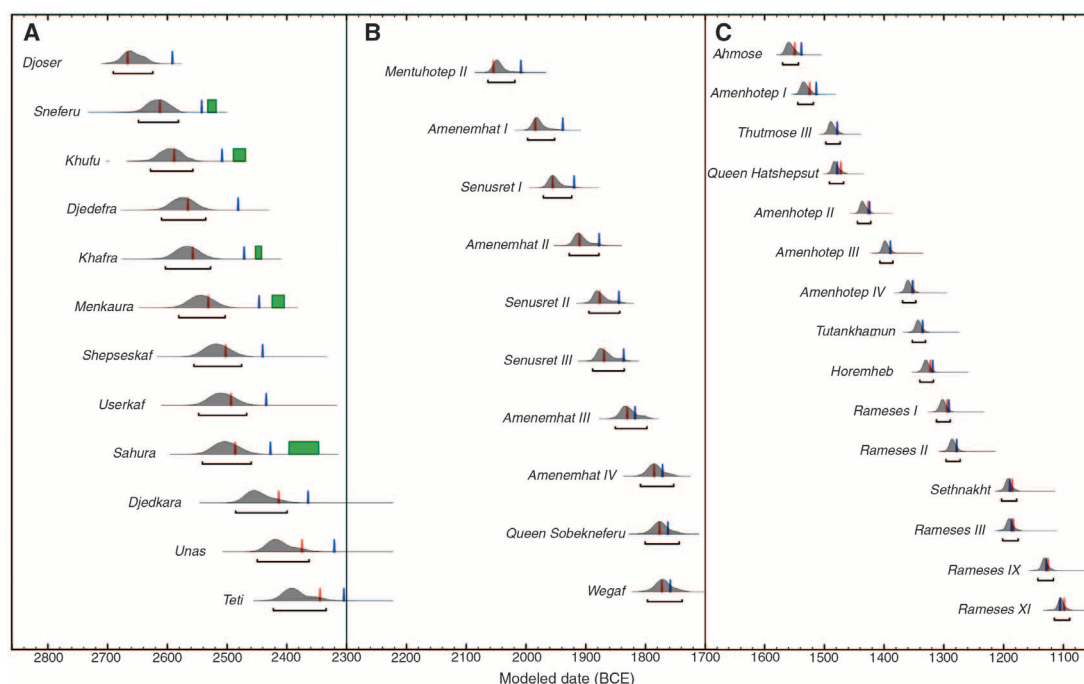 A
Djoser
Sneferu
Khufu
Djedefra
Khafra
Menkaura
Shepseskaf
Userkaf
Sahura
Djedkara
Unas
Teti
B
Mentuhotep II
Amenemhat I
Senusret I
Amenemhat II
Senusret II
Senusret III
Amenemhat III
Amenemhat IV
Queen Sobekneferu
Wegaf
C
Ahmose
Amenhotep I
Thutmose III
Queen Hatshepsut
Amenhotep II
Amenhotep III
Amenhotep IV
Tutankhamun
Horemheb
Rameses I
Rameses II
Sethnakht
Rameses III
Rameses IX
Rameses XI
2800 2700 2600 2500 2400 2300 2200 2100 2000 1900 1800 1700 1600 1500 1400 1300 1200 1100
Modeled date (BCE)